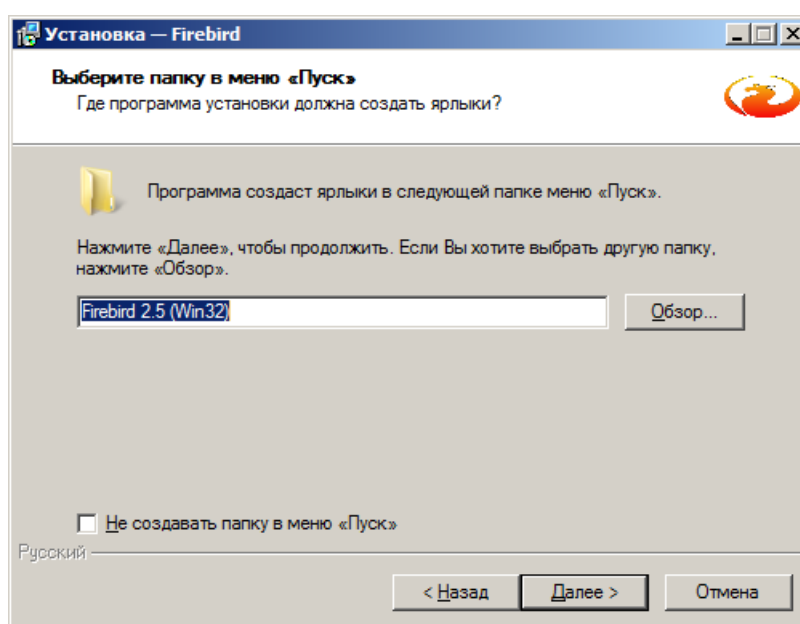 Установка — Firebird
Выберите папку в меню «Пуск»
Где программа установки должна создать ярлыки?
Программа создаст ярлыки в следующей папке меню «Пуск».
Нажмите «Далее», чтобы продолжить. Если Вы хотите выбрать другую папку,
нажмите «Обзор».
Firebird 2.5 (Win32)
Обзор...
Не создавать папку в меню «Пуск»
Русский
< Назад
Далее >
Отмена